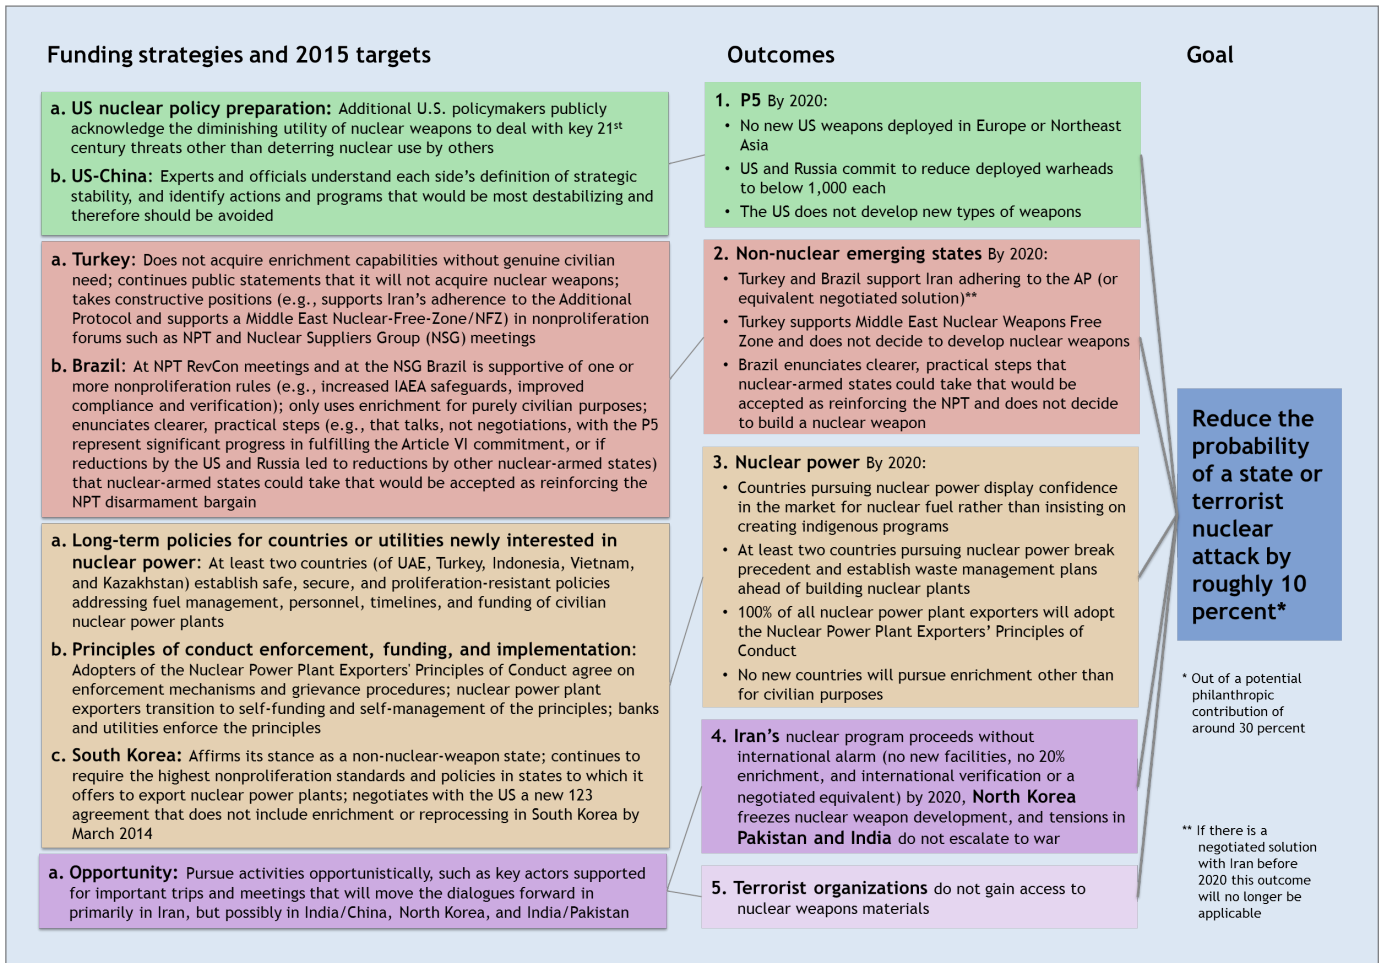 Funding strategies and 2015 targets
a. US nuclear policy preparation: Additional U.S. policymakers publicly
acknowledge the diminishing utility of nuclear weapons to deal with key 21st
century threats other than deterring nuclear use by others
b. US-China: Experts and officials understand each side's definition of strategic
stability, and identify actions and programs that would be most destabilizing and
therefore should be avoided
a. Turkey: Does not acquire enrichment capabilities without genuine civilian
need; continues public statements that it will not acquire nuclear weapons;
takes constructive positions (e.g., supports Iran's adherence to the Additional
Protocol and supports a Middle East Nuclear-Free-Zone/NFZ) in nonproliferation
forums such as NPT and Nuclear Suppliers Group (NSG) meetings
b. Brazil: At NPT RevCon meetings and at the NSG Brazil is supportive of one or
more nonproliferation rules (e.g., increased IAEA safeguards, improved
compliance and verification); only uses enrichment for purely civilian purposes;
enunciates clearer, practical steps (e.g., that talks, not negotiations, with the P5
represent significant progress in fulfilling the Article VI commitment, or if
reductions by the US and Russia led to reductions by other nuclear-armed states)
that nuclear-armed states could take that would be accepted as reinforcing the
NPT disarmament bargain
a. Long-term policies for countries or utilities newly interested in
nuclear power: At least two countries (of UAE, Turkey, Indonesia, Vietnam,
and Kazakhstan) establish safe, secure, and proliferation-resistant policies
addressing fuel management, personnel, timelines, and funding of civilian
nuclear power plants
b. Principles of conduct enforcement, funding, and implementation:
Adopters of the Nuclear Power Plant Exporters' Principles of Conduct agree on
enforcement mechanisms and grievance procedures; nuclear power plant
exporters transition to self-funding and self-management of the principles; banks
and utilities enforce the principles
c. South Korea: Affirms its stance as a non-nuclear-weapon state; continues to
require the highest nonproliferation standards and policies in states to which it
offers to export nuclear power plants; negotiates with the US a new 123
agreement that does not include enrichment or reprocessing in South Korea by
March 2014
a. Opportunity: Pursue activities opportunistically, such as key actors supported
for important trips and meetings that will move the dialogues forward in
primarily in Iran, but possibly in India/China, North Korea, and India/Pakistan
Outcomes
1. P5 By 2020:
• No new US weapons deployed in Europe or Northeast
Asia
• US and Russia commit to reduce deployed warheads
to below 1,000 each
• The US does not develop new types of weapons
2. Non-nuclear emerging states By 2020:
• Turkey and Brazil support Iran adhering to the AP (or
equivalent negotiated solution)**
• Turkey supports Middle East Nuclear Weapons Free
Zone and does not decide to develop nuclear weapons
• Brazil enunciates clearer, practical steps that
nuclear-armed states could take that would be
accepted as reinforcing the NPT and does not decide
to build a nuclear weapon
3. Nuclear power By 2020:
• Countries pursuing nuclear power display confidence
in the market for nuclear fuel rather than insisting on
creating indigenous programs
• At least two countries pursuing nuclear power break
precedent and establish waste management plans
ahead of building nuclear plants
• 100% of all nuclear power plant exporters will adopt
the Nuclear Power Plant Exporters' Principles of
Conduct
• No new countries will pursue enrichment other than
for civilian purposes
4. Iran's nuclear program proceeds without
international alarm (no new facilities, no 20%
enrichment, and international verification or a
negotiated equivalent) by 2020, North Korea
freezes nuclear weapon development, and tensions in
Pakistan and India do not escalate to war
5. Terrorist organizations do not gain access to
nuclear weapons materials
Goal
Reduce the
probability
of a state or
terrorist
nuclear
attack by
roughly 10
percent*
* Out of a potential
philanthropic
contribution of
around 30 percent
** If there is a
negotiated solution
with Iran before
2020 this outcome
will no longer be
applicable